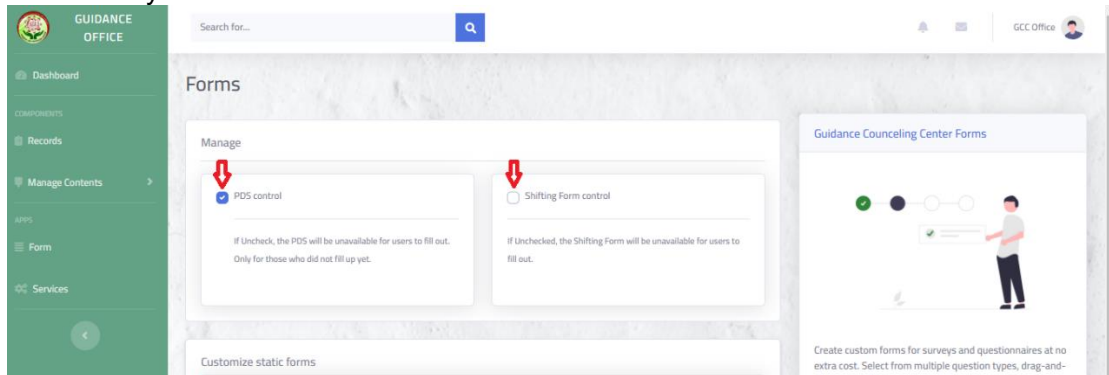 GUIDANCE
OFFICE
Search for...
GCC Office
Dashboard
Forms
COMPONENTS
Records
Manage Contents
APPS
Form
Services
Manage
PDS control
If Uncheck, the PDS will be unavailable for users to fill out.
Only for those who did not fill up yet.
Shifting Form control
If Unchecked, the Shifting Form will be unavailable for users to
fill out.
Customize static forms
Guidance Counceling Center Forms
Create custom forms for surveys and questionnaires at no
extra cost. Select from multiple question types, drag-and-